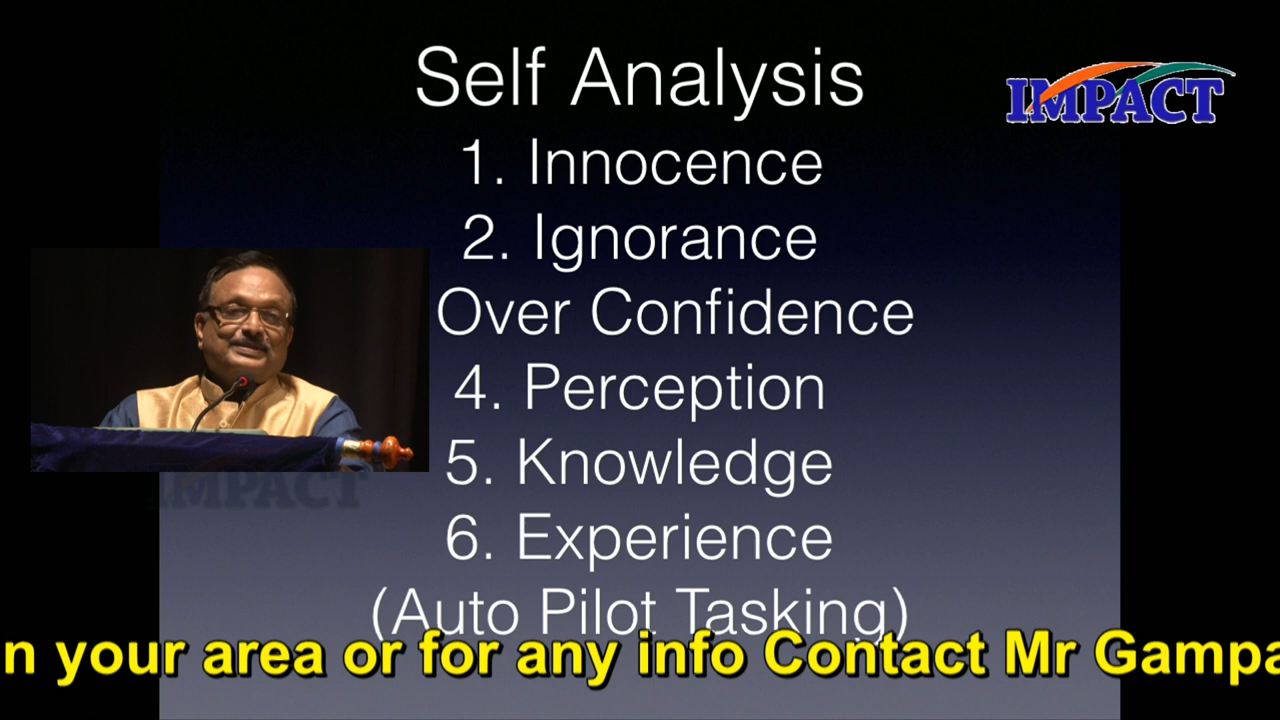 Self Analysis
IMPACT
1. Innocence
2. Ignorance
Over Confidence
4. Perception
5. Knowledge
6. Experience
IMPACT
(Auto Pilot Tasking)
n your area or for any info Contact Mr Gampa